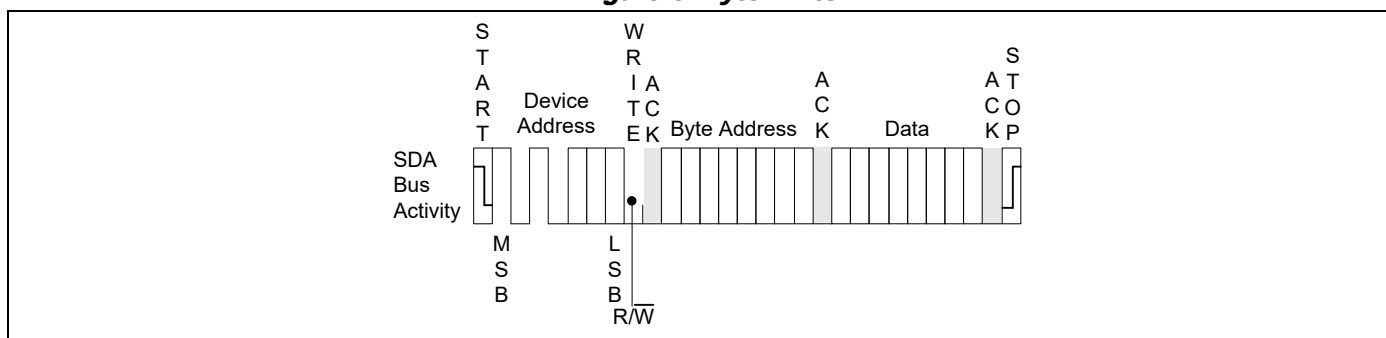 START
WRITE
ACK
Device
Address
Byte Address
ACK
Data
ACK
STOP
SDA
Bus
Activity
MSB
LSB
R/W̅